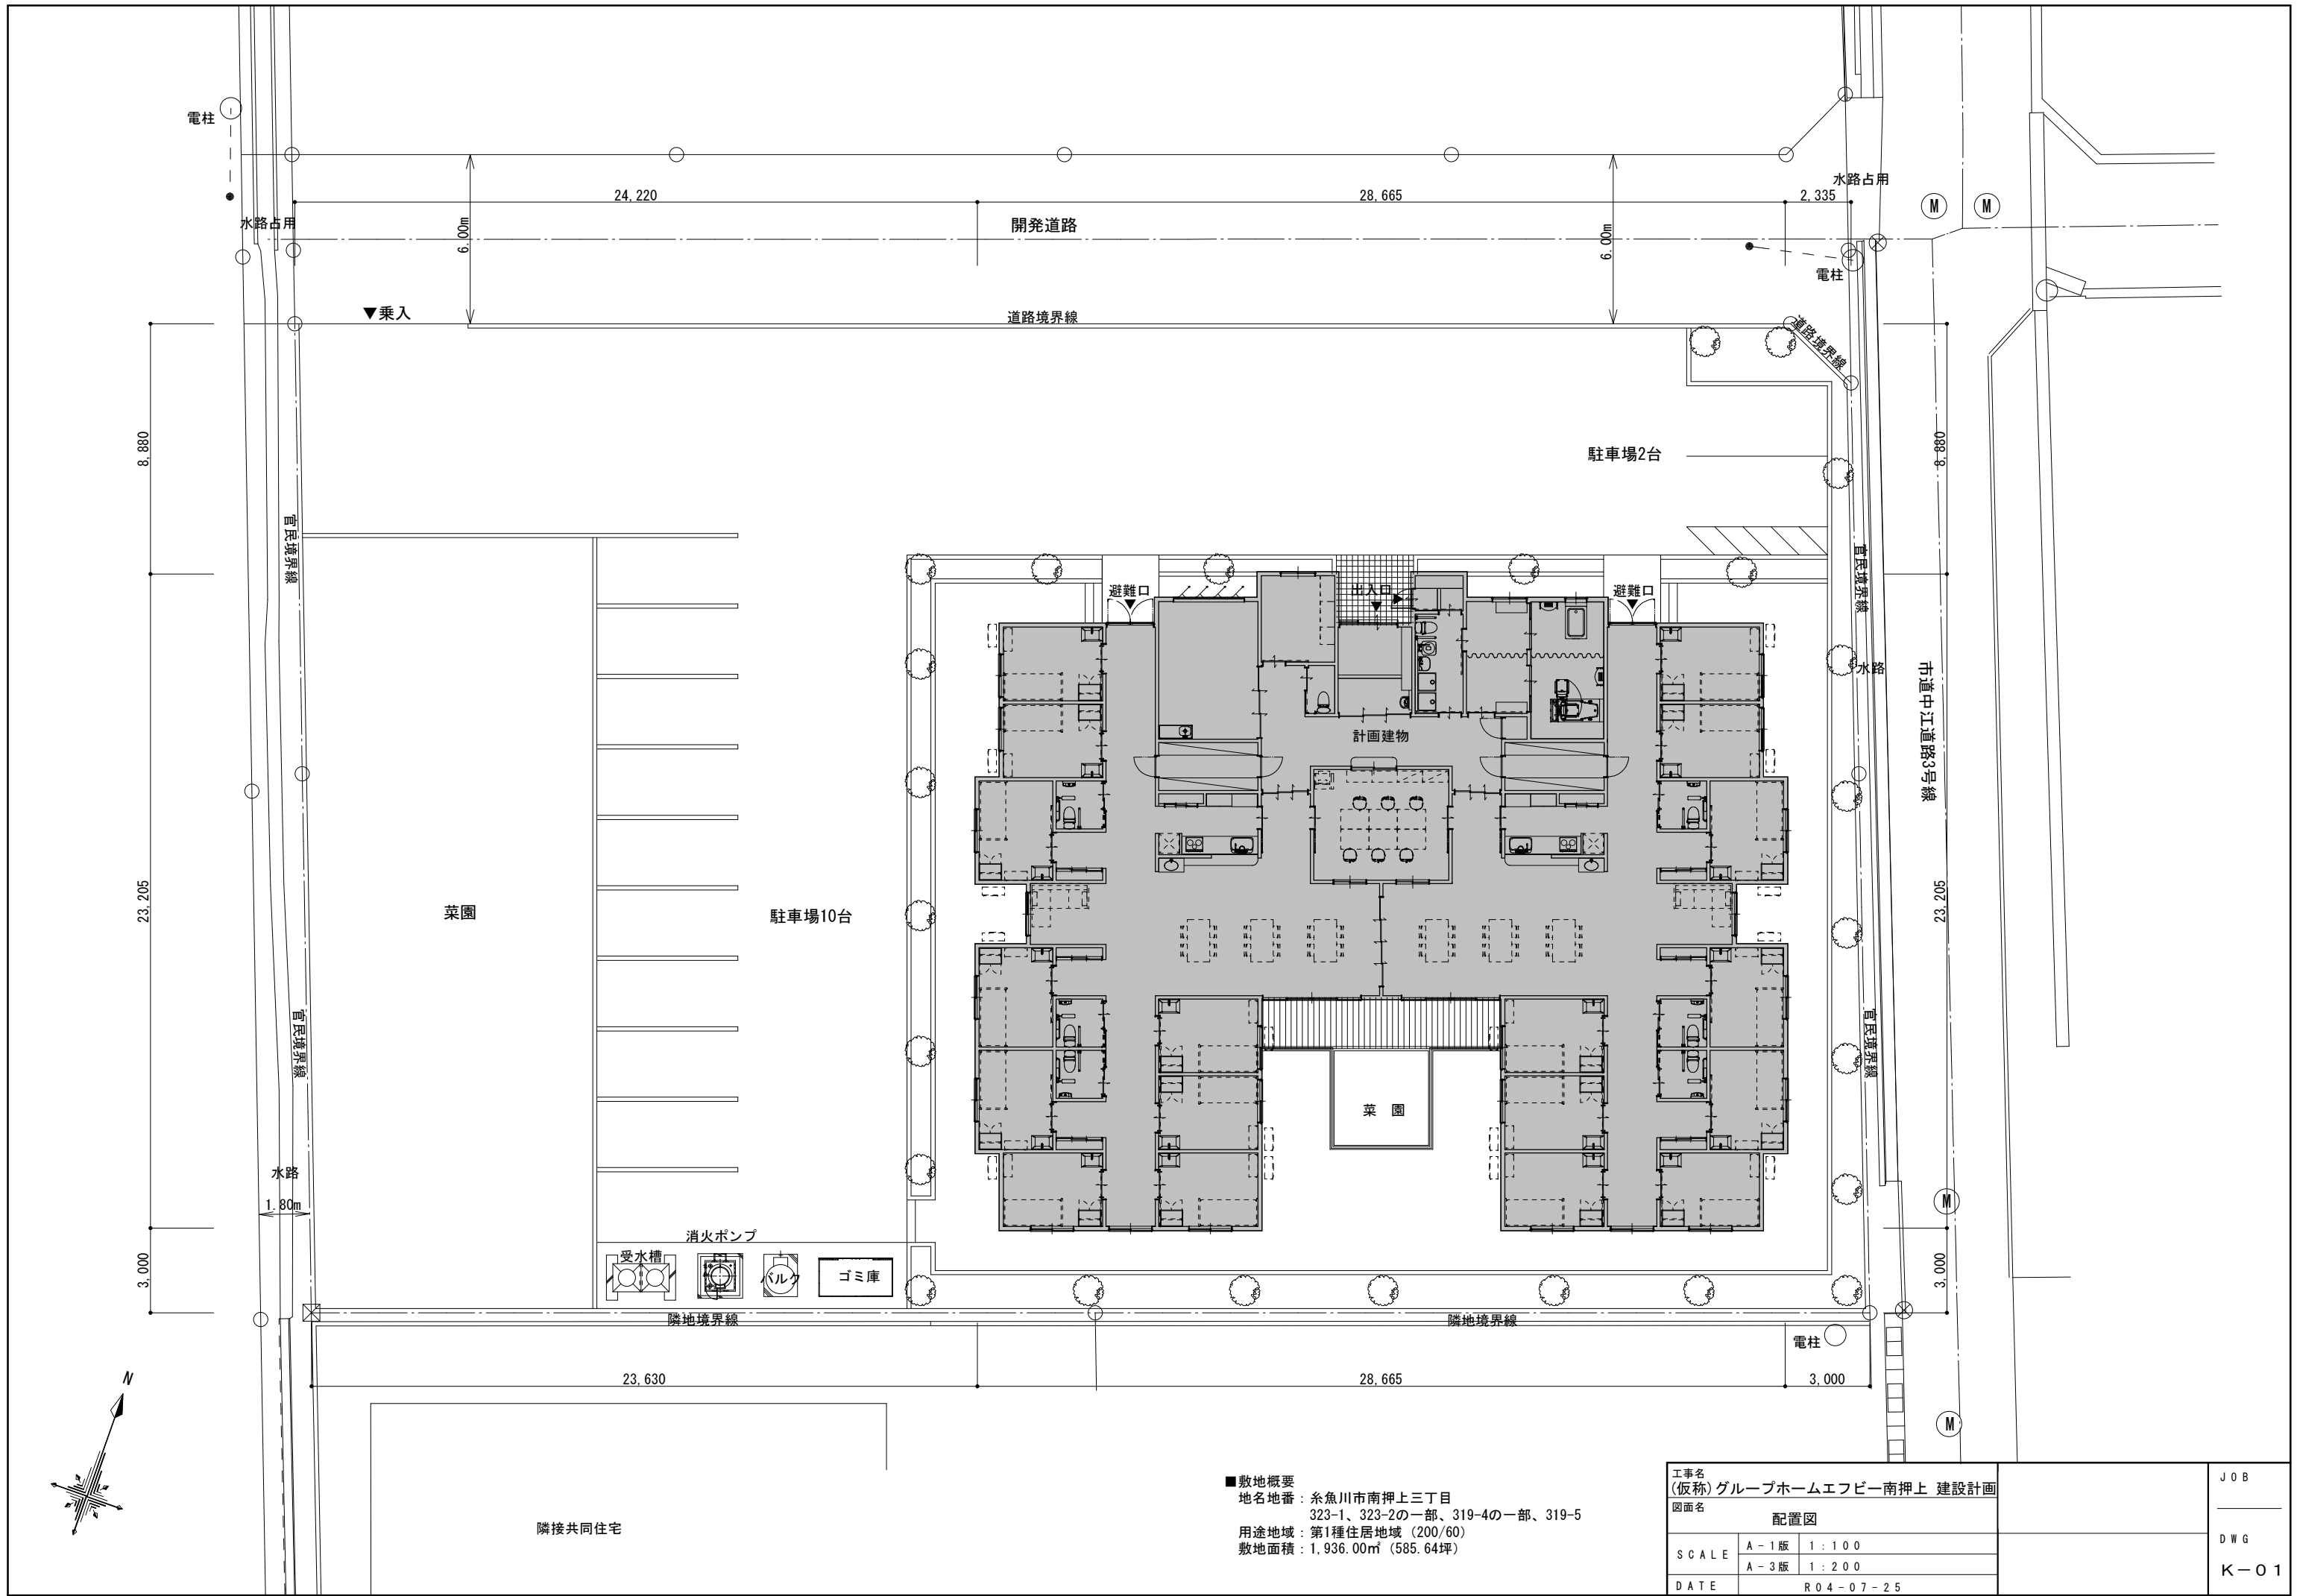 電柱
水路占用
24,220
28,665
2,335
水路占用
M
M
6.00m
開発道路
6.00m
電柱
▼乗入
道路境界線
道路境界線
8,880
駐車場2台
8,880
官民境界線
官民境界線
避難口
出入口
避難口
水路
市道中江道路3号線
計画建物
23,205
菜園
駐車場10台
23,205
官民境界線
官民境界線
菜 園
水路
1.80m
M
消火ポンプ
受水槽
バルク
ゴミ庫
3,000
3,000
隣地境界線
隣地境界線
電柱
23,630
28,665
3,000
N
M
隣接共同住宅
■敷地概要
地名地番：糸魚川市南押上三丁目
323-1、323-2の一部、319-4の一部、319-5
用途地域：第1種住居地域（200/60）
敷地面積：1,936.00㎡（585.64坪）
工事名
(仮称)グループホームエフビー南押上 建設計画
図面名
配置図
SCALE
A-1版 1:100
A-3版 1:200
DATE
R04-07-25
JOB
DWG
K-01